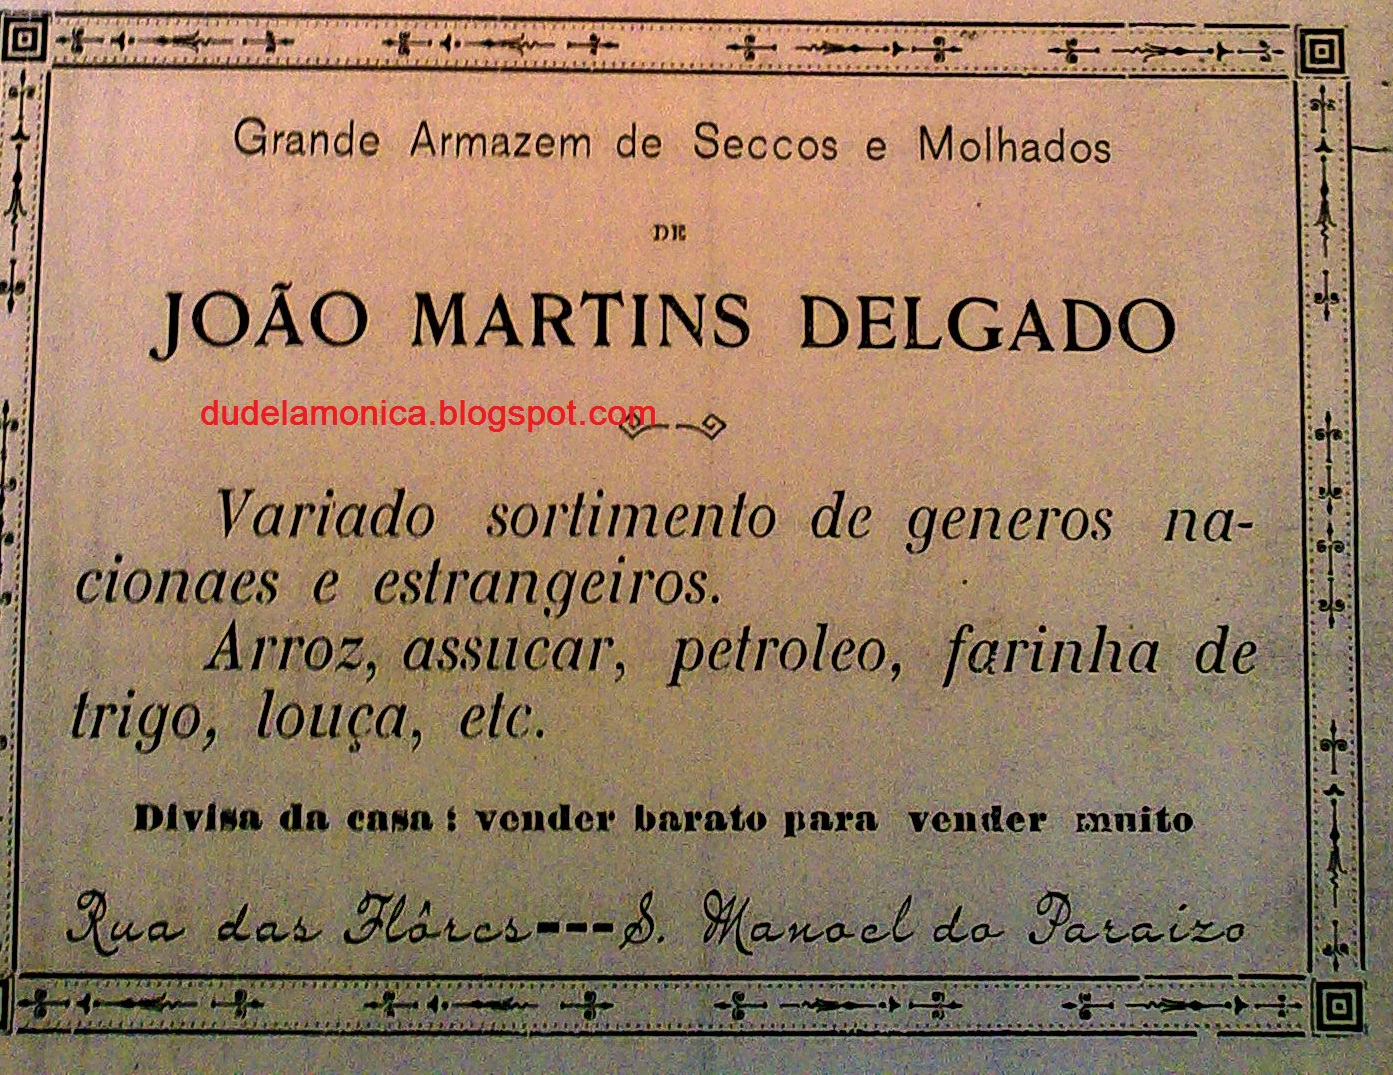 Grande Armazem de Seccos e Molhados
DE
JOÃO MARTINS DELGADO
dudelamonica.blogspot.com
Variado sortimento de generos na-
cionaes e estrangeiros.
Arroz, assucar, petroleo, farinha de
trigo, louça, etc.
Divisa da casa : vender barato para vender muito
Rua das Flôres---S. Manoel do Paraizo